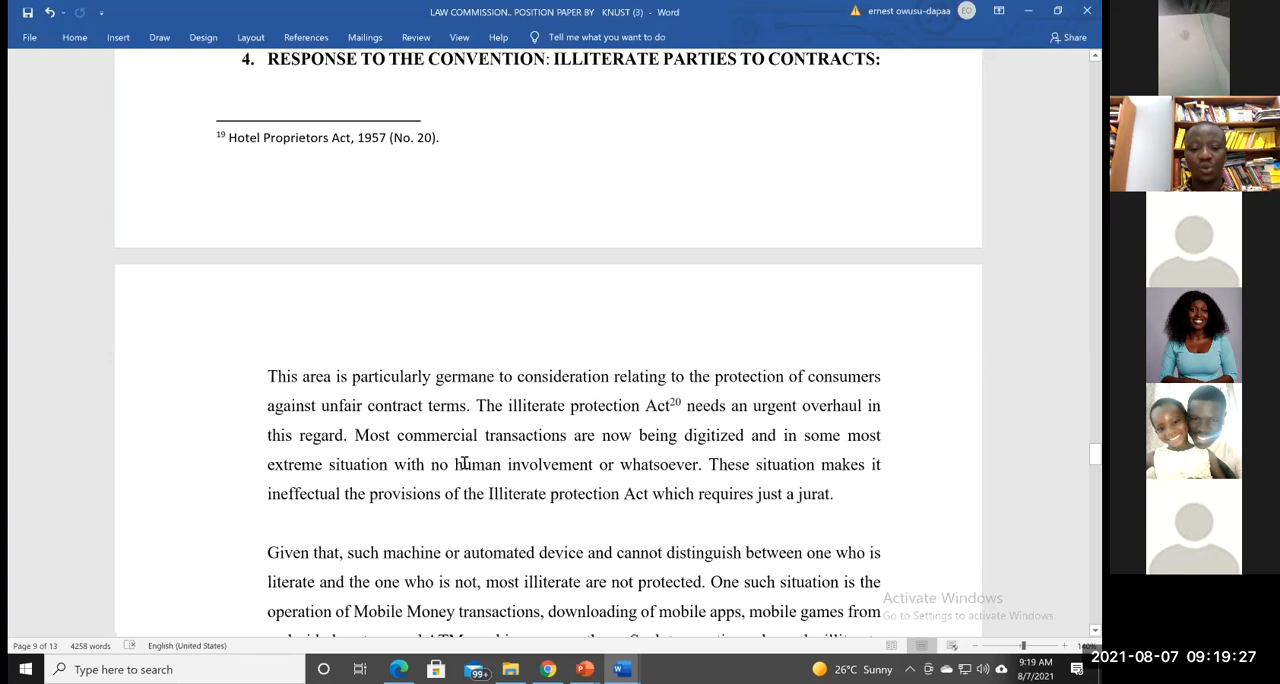 LAW COMMISSION.. POSITION PAPER BY KNUST (3) - Word
ernest owusu-dapaa
EO
File Home Insert Draw Design Layout References Mailings Review View Help Tell me what you want to do
Share
4. RESPONSE TO THE CONVENTION: ILLITERATE PARTIES TO CONTRACTS:
19 Hotel Proprietors Act, 1957 (No. 20).
This area is particularly germane to consideration relating to the protection of consumers
against unfair contract terms. The illiterate protection Act20 needs an urgent overhaul in
this regard. Most commercial transactions are now being digitized and in some most
extreme situation with no human involvement or whatsoever. These situation makes it
ineffectual the provisions of the Illiterate protection Act which requires just a jurat.
Given that, such machine or automated device and cannot distinguish between one who is
literate and the one who is not, most illiterate are not protected. One such situation is the
operation of Mobile Money transactions, downloading of mobile apps, mobile games from
Activate Windows
Go to Settings to activate Windows.
Page 9 of 13 4258 words English (United States)
140%
Type here to search
99+
26°C Sunny
9:19 AM
8/7/2021
2021-08-07 09:19:27